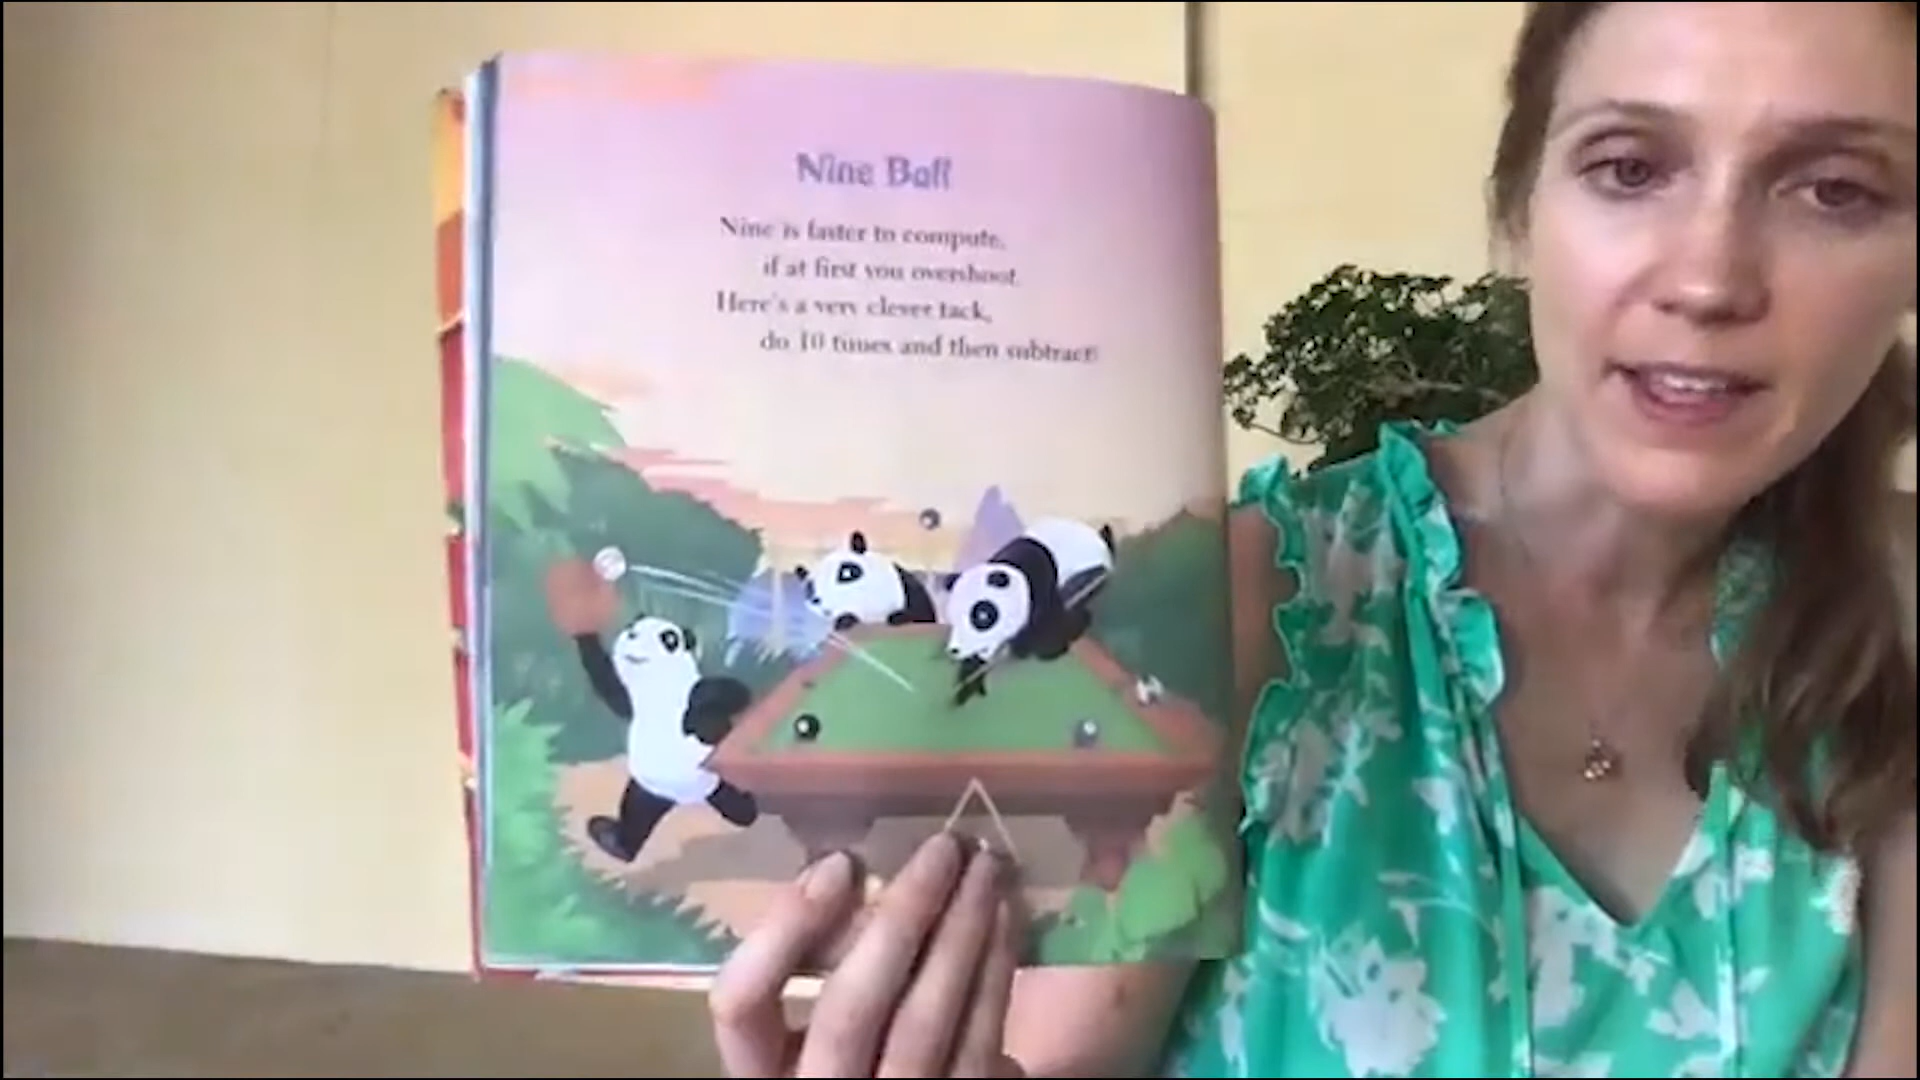 Nine Ball
Nine is faster to compute,
if at first you overshoot.
Here's a very clever tack,
do 10 times and then subtract!